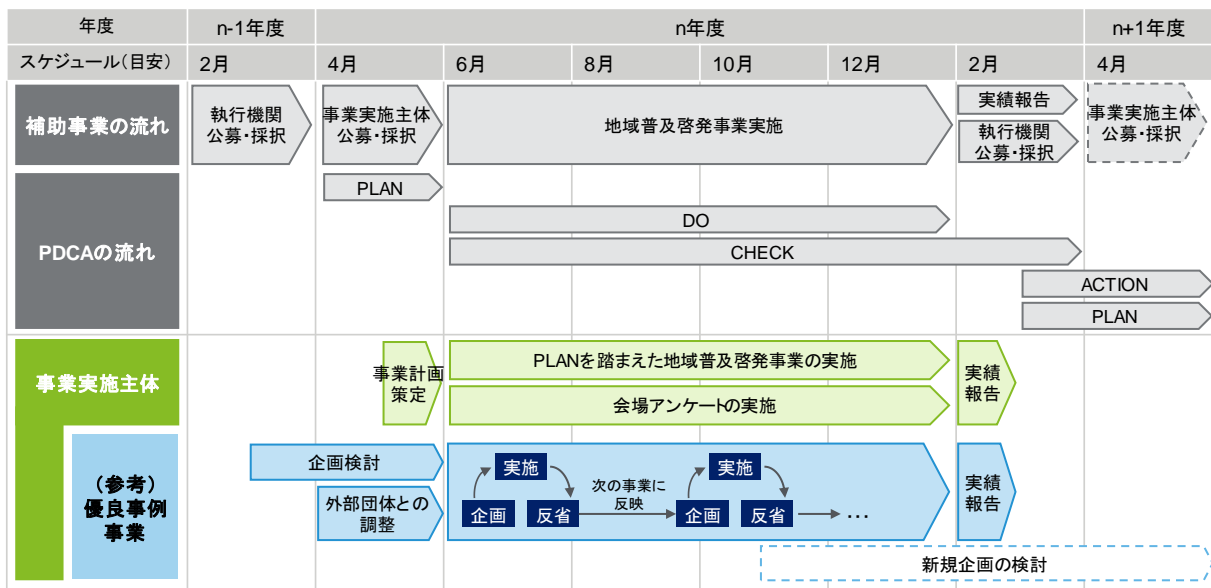 年度
n-1年度
n年度
n+1年度
スケジュール(目安)
2月
4月
6月
8月
10月
12月
2月
4月
補助事業の流れ
執行機関
公募・採択
事業実施主体
公募・採択
地域普及啓発事業実施
実績報告
執行機関
公募・採択
事業実施主体
公募・採択
PDCAの流れ
PLAN
DO
CHECK
ACTION
PLAN
事業実施主体
事業計画
策定
PLANを踏まえた地域普及啓発事業の実施
会場アンケートの実施
実績
報告
(参考)
優良事例
事業
企画検討
外部団体との
調整
実施
企画
反省
次の事業に
反映
実施
企画
反省
…
実績
報告
新規企画の検討